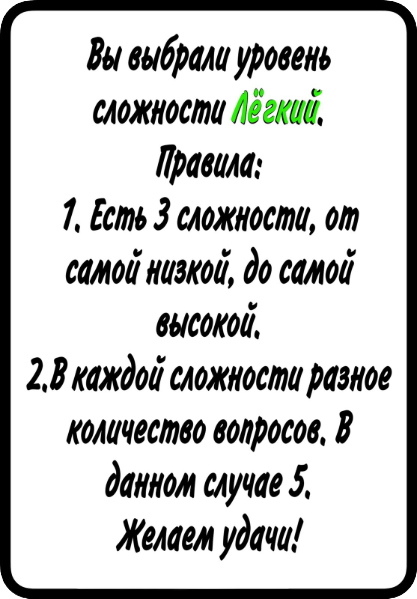 Вы выбрали уровень
сложности Лёгкий.
Правила:
1. Есть 3 сложности, от
самой низкой, до самой
высокой.
2.В каждой сложности разное
количество вопросов. В
данном случае 5.
Желаем удачи!